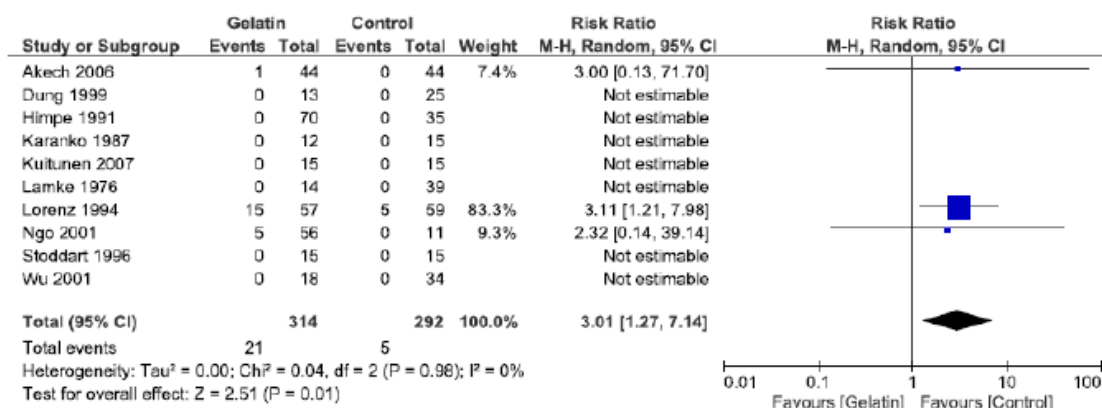 Gelatin Control Risk Ratio Risk Ratio
Study or Subgroup Events Total Events Total Weight M-H, Random, 95% CI M-H, Random, 95% CI
Akech 2006 1 44 0 44 7.4% 3.00 [0.13, 71.70]
Dung 1999 0 13 0 25 Not estimable
Himpe 1991 0 70 0 35 Not estimable
Karanko 1987 0 12 0 15 Not estimable
Kuitunen 2007 0 15 0 15 Not estimable
Lamke 1976 0 14 0 39 Not estimable
Lorenz 1994 15 57 5 59 83.3% 3.11 [1.21, 7.98]
Ngo 2001 5 56 0 11 9.3% 2.32 [0.14, 39.14]
Stoddart 1996 0 15 0 15 Not estimable
Wu 2001 0 18 0 34 Not estimable
Total (95% CI) 314 292 100.0% 3.01 [1.27, 7.14]
Total events 21 5
Heterogeneity: Tau² = 0.00; Chi² = 0.04, df = 2 (P = 0.98); I² = 0%
Test for overall effect: Z = 2.51 (P = 0.01)
0.01 0.1 1 10 100
Favours [Gelatin] Favours [Control]